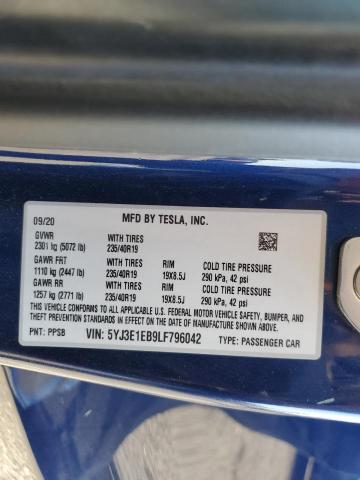 09/20 MFD BY TESLA, INC.
GVWR WITH TIRES
2301 kg (5072 lb) 235/40R19
GAWR FRT WITH TIRES RIM COLD TIRE PRESSURE
1110 kg (2447 lb) 235/40R19 19X8.5J 290 kPa, 42 psi
GAWR RR WITH TIRES RIM COLD TIRE PRESSURE
1257 kg (2771 lb) 235/40R19 19X8.5J 290 kPa, 42 psi
THIS VEHICLE CONFORMS TO ALL APPLICABLE U.S. FEDERAL MOTOR VEHICLE SAFETY, BUMPER, AND
THEFT PREVENTION STANDARDS IN EFFECT ON THE DATE OF MANUFACTURE SHOWN ABOVE.
PNT: PPSB VIN: 5YJ3E1EB9LF796042 TYPE: PASSENGER CAR